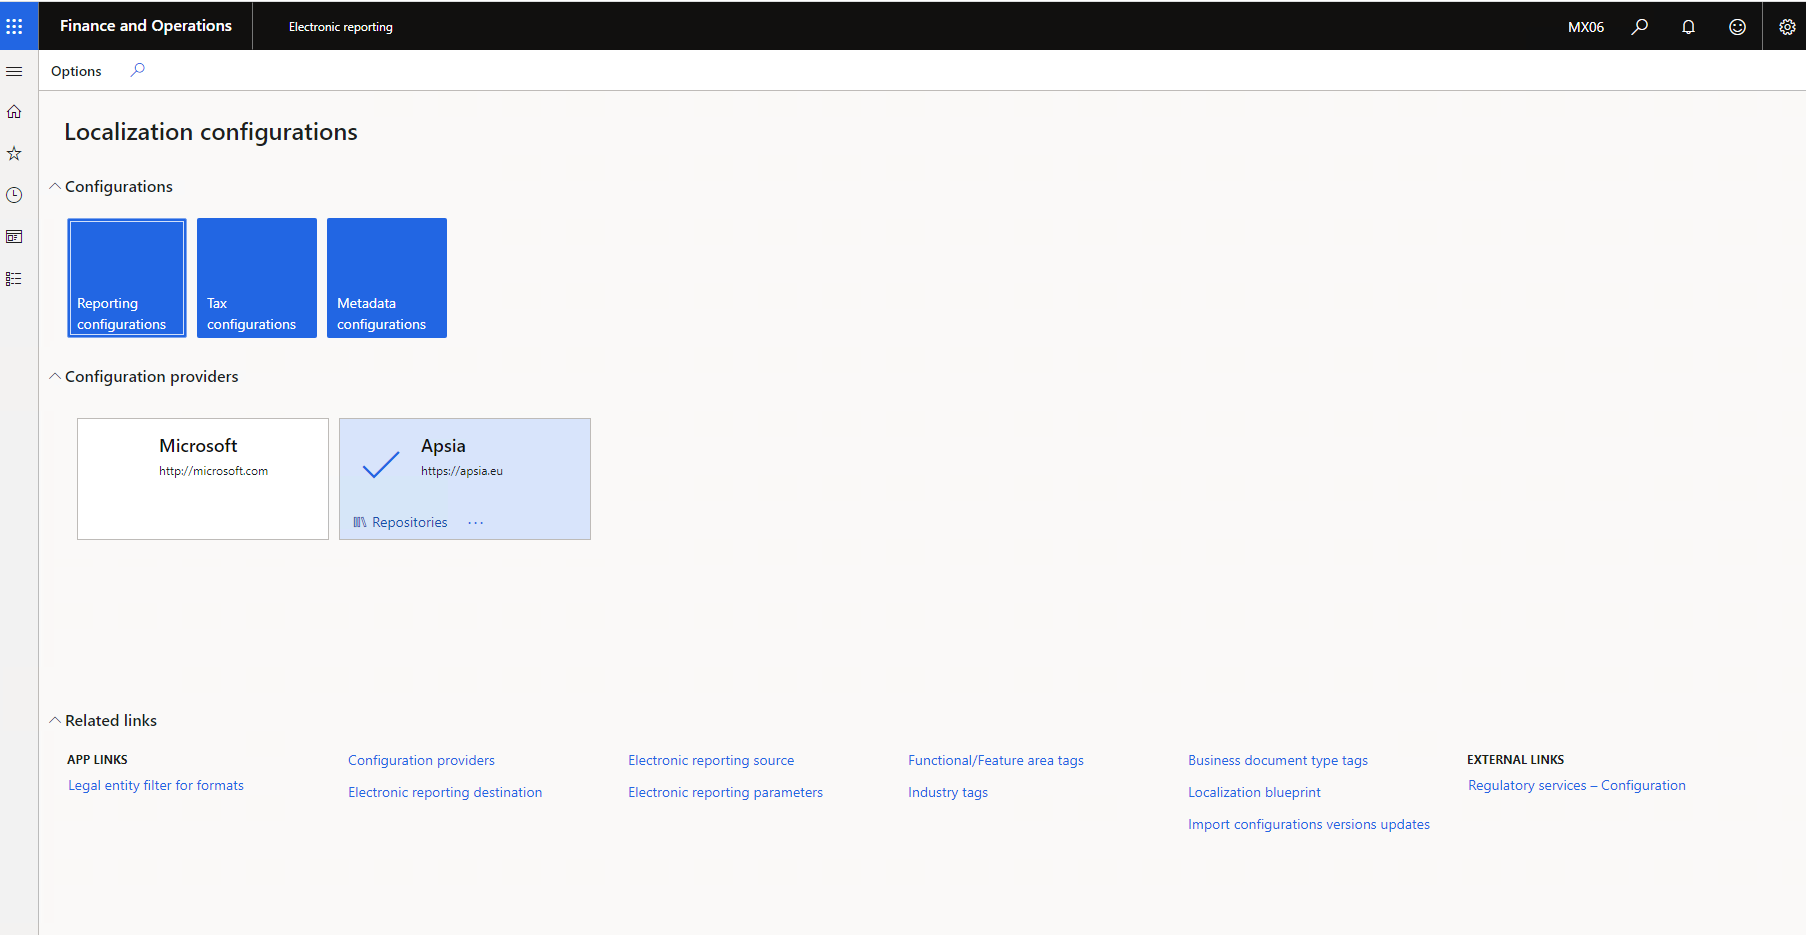 Finance and Operations
Electronic reporting
MX06
Options
Localization configurations
Configurations
Reporting
configurations
Tax
configurations
Metadata
configurations
Configuration providers
Microsoft
http://microsoft.com
Apsia
https://apsia.eu
Repositories
Related links
APP LINKS
Legal entity filter for formats
Configuration providers
Electronic reporting destination
Electronic reporting source
Electronic reporting parameters
Functional/Feature area tags
Industry tags
Business document type tags
Localization blueprint
Import configurations versions updates
EXTERNAL LINKS
Regulatory services – Configuration